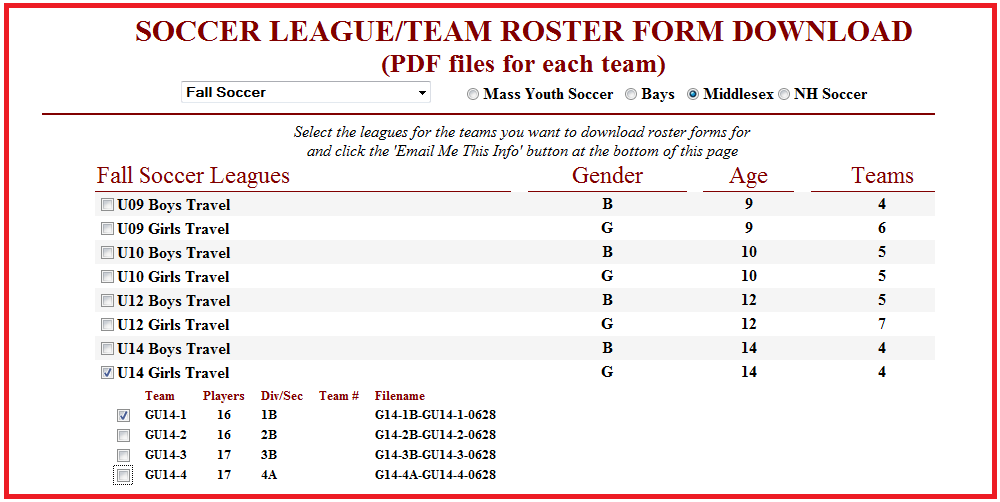 SOCCER LEAGUE/TEAM ROSTER FORM DOWNLOAD
(PDF files for each team)
Fall Soccer Mass Youth Soccer Bays Middlesex NH Soccer
Select the leagues for the teams you want to download roster forms for
and click the 'Email Me This Info' button at the bottom of this page
Fall Soccer Leagues Gender Age Teams
U09 Boys Travel B 9 4
U09 Girls Travel G 9 6
U10 Boys Travel B 10 5
U10 Girls Travel G 10 5
U12 Boys Travel B 12 5
U12 Girls Travel G 12 7
U14 Boys Travel B 14 4
U14 Girls Travel G 14 4
Team Players Div/Sec Team # Filename
GU14-1 16 1B G14-1B-GU14-1-0628
GU14-2 16 2B G14-2B-GU14-2-0628
GU14-3 17 3B G14-3B-GU14-3-0628
GU14-4 17 4A G14-4A-GU14-4-0628